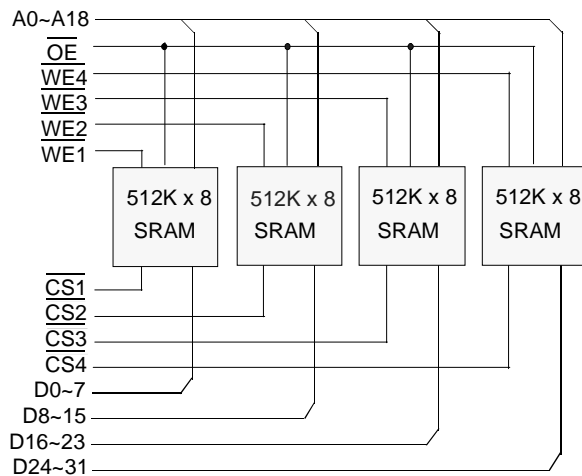 A0~A18
OE
WE4
WE3
WE2
WE1
512K x 8
SRAM
512K x 8
SRAM
512K x 8
SRAM
512K x 8
SRAM
CS1
CS2
CS3
CS4
D0~7
D8~15
D16~23
D24~31